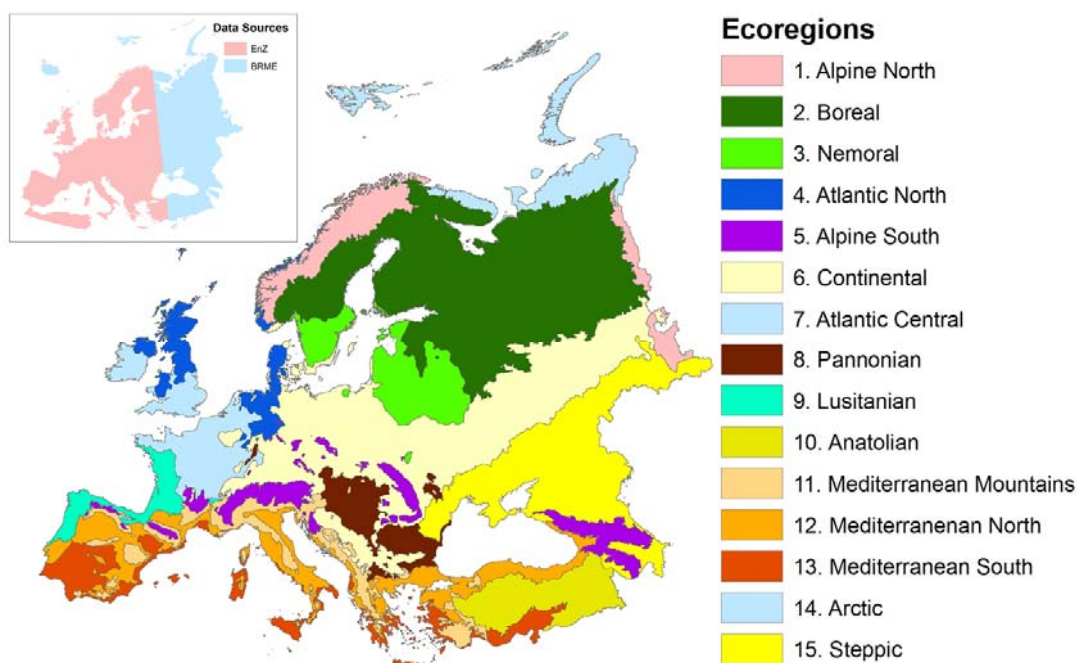 Data Sources
EnZ
BRME
Ecoregions
1. Alpine North
2. Boreal
3. Nemoral
4. Atlantic North
5. Alpine South
6. Continental
7. Atlantic Central
8. Pannonian
9. Lusitanian
10. Anatolian
11. Mediterranean Mountains
12. Mediterranenan North
13. Mediterranean South
14. Arctic
15. Steppic